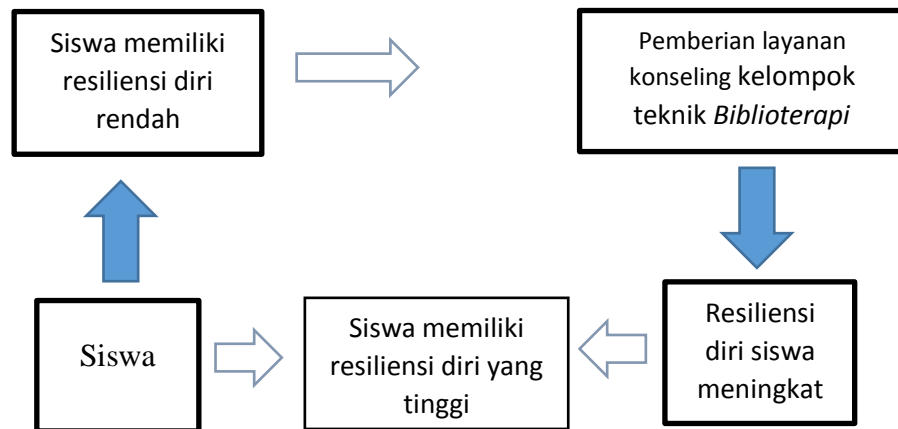 Siswa memiliki
resiliensi diri
rendah
Pemberian layanan
konseling kelompok
teknik Biblioterapi
Siswa
Siswa memiliki
resiliensi diri yang
tinggi
Resiliensi
diri siswa
meningkat